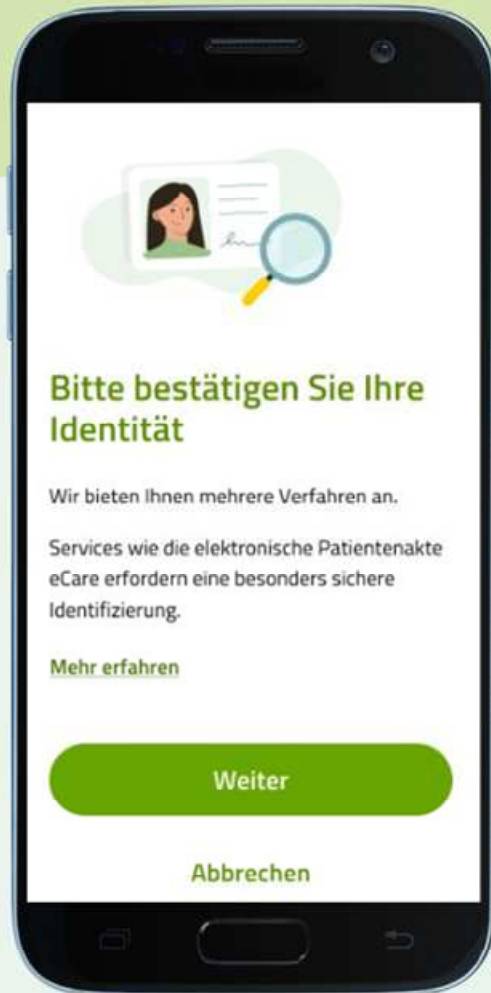 Bitte bestätigen Sie Ihre
Identität
Wir bieten Ihnen mehrere Verfahren an.
Services wie die elektronische Patientenakte
eCare erfordern eine besonders sichere
Identifizierung.
Mehr erfahren
Weiter
Abbrechen